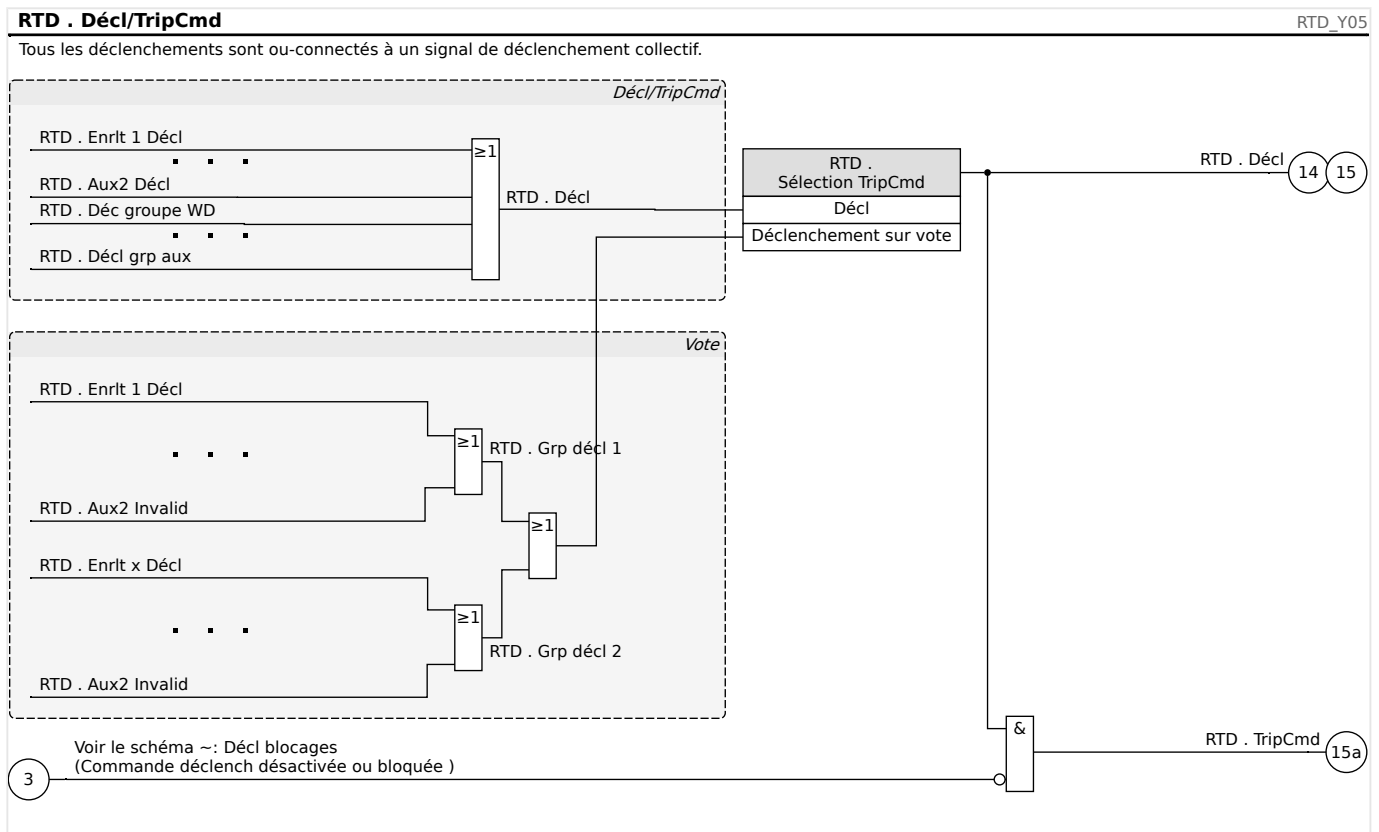 RTD . Décl/TripCmd
RTD_Y05
Tous les déclenchements sont ou-connectés à un signal de déclenchement collectif.
Décl/TripCmd
RTD . Enrlt 1 Décl
≥1
RTD . Aux2 Décl
RTD . Déc groupe WD
RTD . Décl grp aux
RTD . Décl
RTD .
Sélection TripCmd
Décl
Déclenchement sur vote
RTD . Décl
14
15
Vote
RTD . Enrlt 1 Décl
≥1
RTD . Grp décl 1
RTD . Aux2 Invalid
≥1
RTD . Enrlt x Décl
≥1
RTD . Grp décl 2
RTD . Aux2 Invalid
&
RTD . TripCmd
15a
Voir le schéma ~: Décl blocages
(Commande déclench désactivée ou bloquée )
3